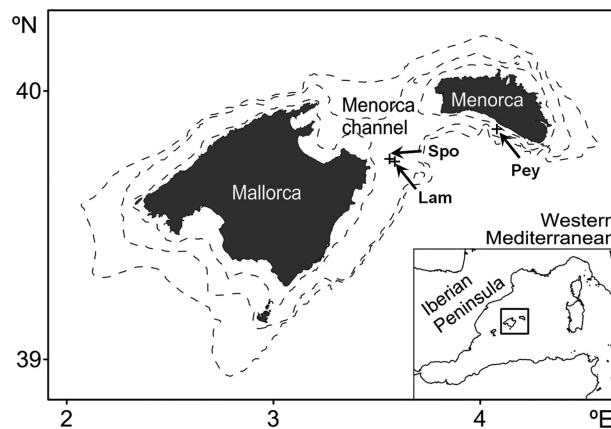 ºN
40
Menorca
channel
Menorca
Spo
Lam
Pey
Mallorca
Western
Mediterranean
Iberian
Peninsula
39
2
3
4
ºE